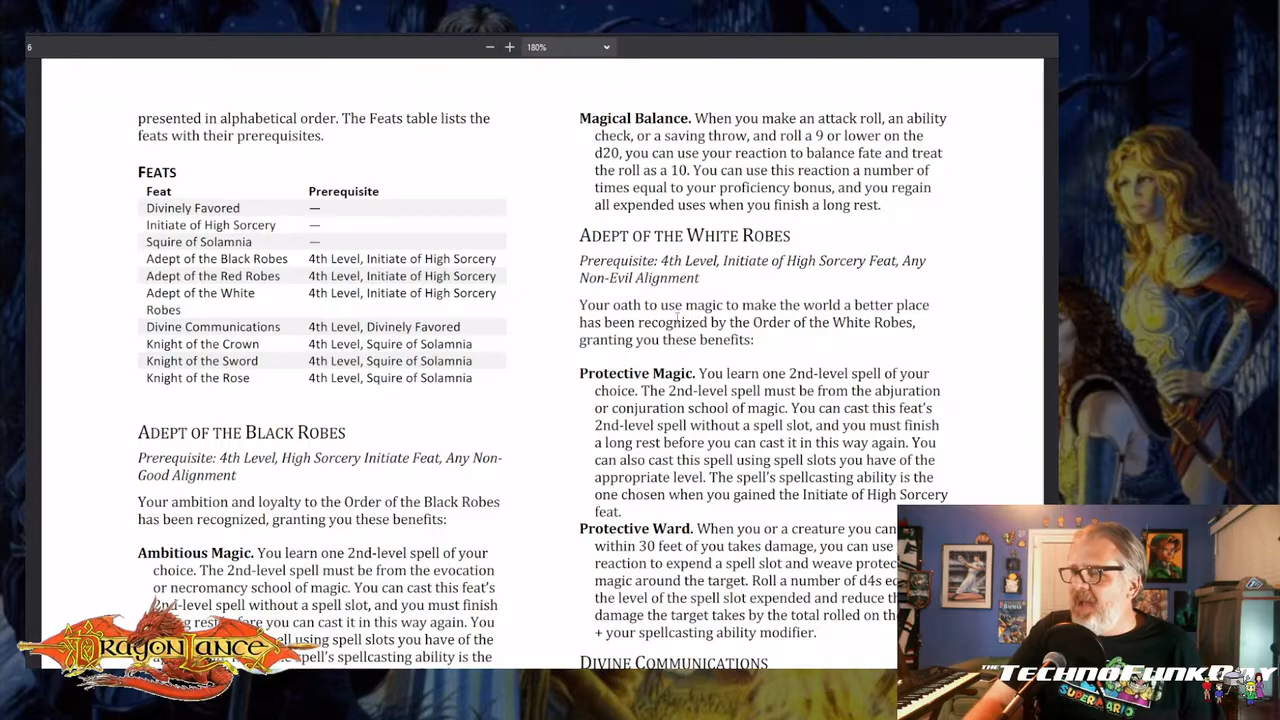 6
180%
presented in alphabetical order. The Feats table lists the
feats with their prerequisites.
FEATS
Feat Prerequisite
Divinely Favored —
Initiate of High Sorcery —
Squire of Solamnia —
Adept of the Black Robes 4th Level, Initiate of High Sorcery
Adept of the Red Robes 4th Level, Initiate of High Sorcery
Adept of the White 4th Level, Initiate of High Sorcery
Robes
Divine Communications 4th Level, Divinely Favored
Knight of the Crown 4th Level, Squire of Solamnia
Knight of the Sword 4th Level, Squire of Solamnia
Knight of the Rose 4th Level, Squire of Solamnia
ADEPT OF THE BLACK ROBES
Prerequisite: 4th Level, High Sorcery Initiate Feat, Any Non-
Good Alignment
Your ambition and loyalty to the Order of the Black Robes
has been recognized, granting you these benefits:
Ambitious Magic. You learn one 2nd-level spell of your
choice. The 2nd-level spell must be from the evocation
or necromancy school of magic. You can cast this feat's
2nd-level spell without a spell slot, and you must finish
rest before you can cast it in this way again. You
spell using spell slots you have of the
spell's spellcasting ability is the
Magical Balance. When you make an attack roll, an ability
check, or a saving throw, and roll a 9 or lower on the
d20, you can use your reaction to balance fate and treat
the roll as a 10. You can use this reaction a number of
times equal to your proficiency bonus, and you regain
all expended uses when you finish a long rest.
ADEPT OF THE WHITE ROBES
Prerequisite: 4th Level, Initiate of High Sorcery Feat, Any
Non-Evil Alignment
Your oath to use magic to make the world a better place
has been recognized by the Order of the White Robes,
granting you these benefits:
Protective Magic. You learn one 2nd-level spell of your
choice. The 2nd-level spell must be from the abjuration
or conjuration school of magic. You can cast this feat's
2nd-level spell without a spell slot, and you must finish
a long rest before you can cast it in this way again. You
can also cast this spell using spell slots you have of the
appropriate level. The spell's spellcasting ability is the
one chosen when you gained the Initiate of High Sorcery
feat.
Protective Ward. When you or a creature you can
within 30 feet of you takes damage, you can use
reaction to expend a spell slot and weave protec
magic around the target. Roll a number of d4s eq
the level of the spell slot expended and reduce th
damage the target takes by the total rolled on th
+ your spellcasting ability modifier.
DIVINE COMMUNICATIONS
DRAGONLANCE
THE TECHNOFUNKBOY
SUPER MARIO